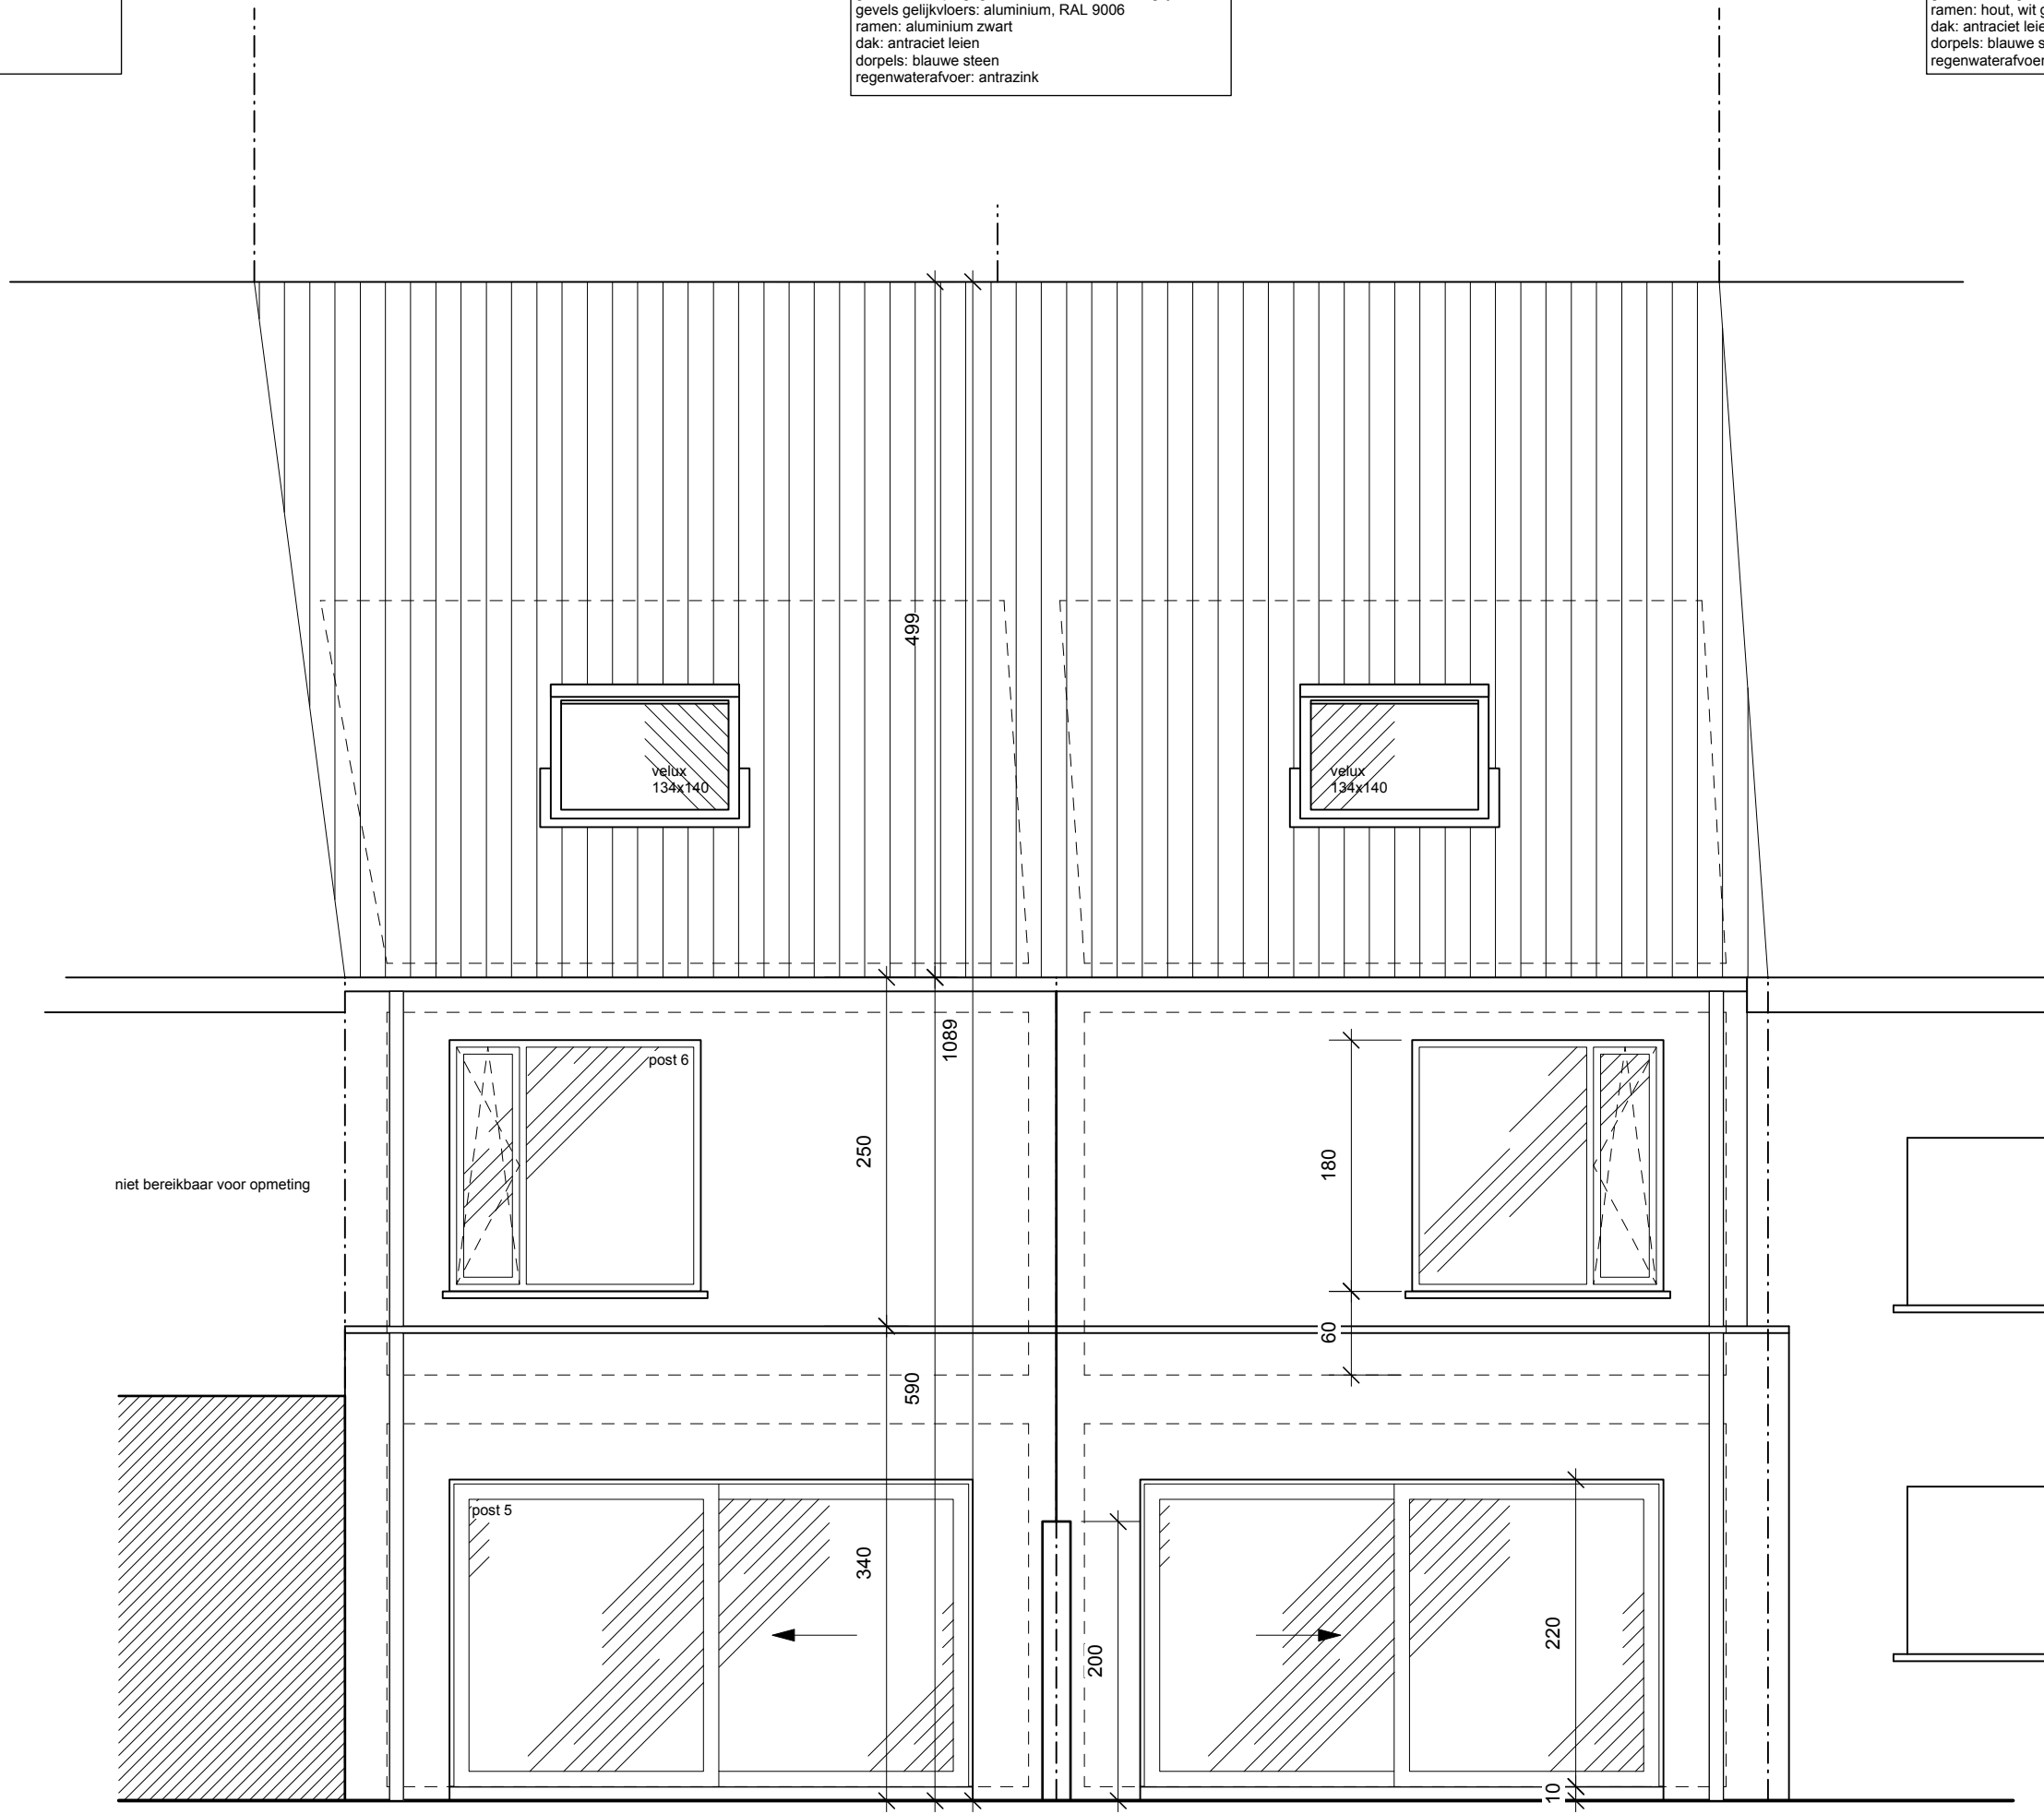 gevels gelijkvloers: aluminium, RAL 9006
ramen: aluminium zwart
dak: antraciet leien
dorpels: blauwe steen
regenwaterafvoer: antrazink
ramen: hout, wit
dak: antraciet
dorpels: blauwe
499
velux
134x140
velux
134x140
1089
post 6
250
180
niet bereikbaar voor opmeting
60
590
post 5
340
200
220
10